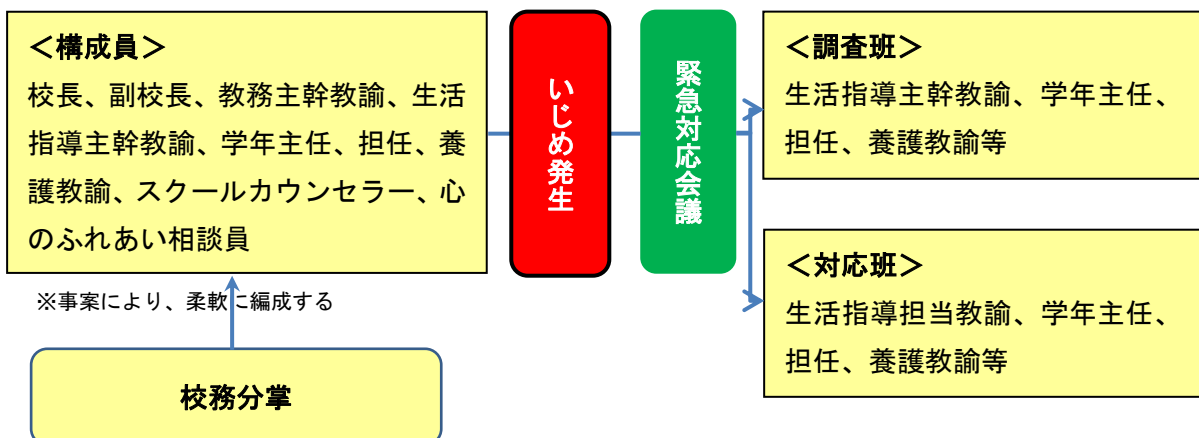 ＜構成員＞
校長、副校長、教務主幹教諭、生活
指導主幹教諭、学年主任、担任、養
護教諭、スクールカウンセラー、心
のふれあい相談員
※事案により、柔軟に編成する
校務分掌
いじめ発生
緊急対応会議
＜調査班＞
生活指導主幹教諭、学年主任、
担任、養護教諭等
＜対応班＞
生活指導担当教諭、学年主任、
担任、養護教諭等